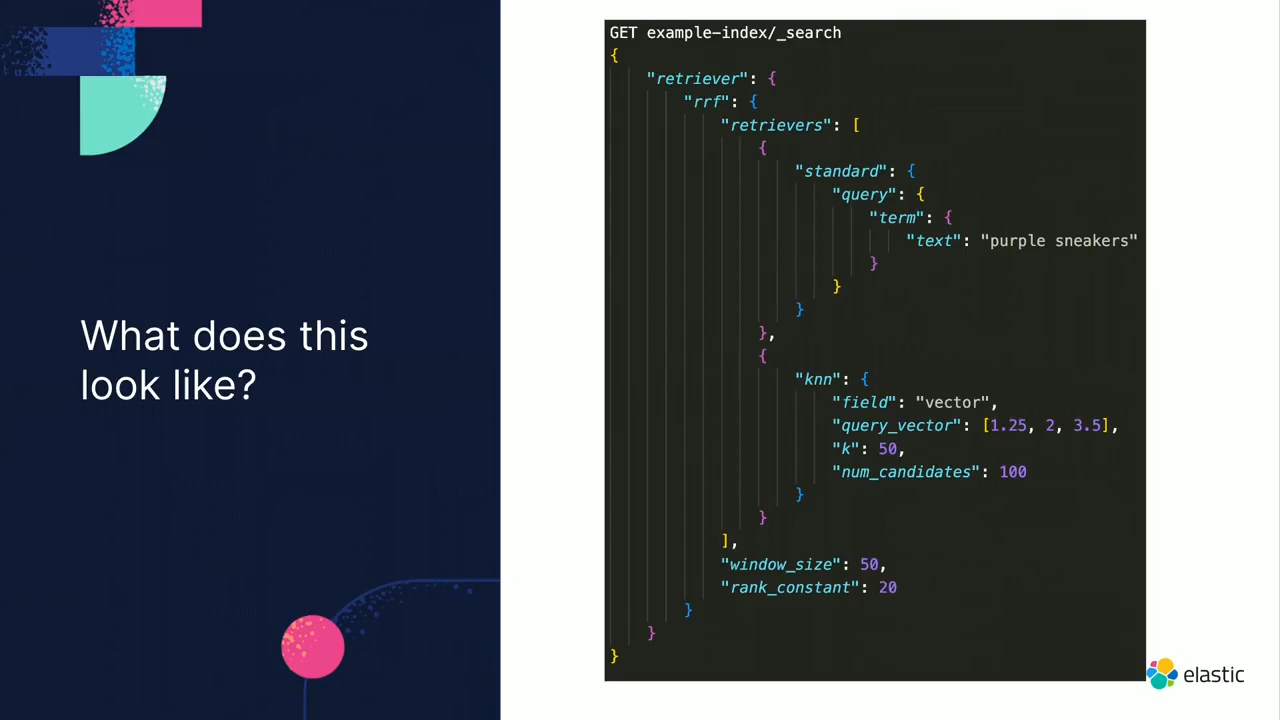 What does this
look like?
GET example-index/_search
{
"retriever": {
"rrf": {
"retrievers": [
{
"standard": {
"query": {
"term": {
"text": "purple sneakers"
}
}
}
},
{
"knn": {
"field": "vector",
"query_vector": [1.25, 2, 3.5],
"k": 50,
"num_candidates": 100
}
}
],
"window_size": 50,
"rank_constant": 20
}
}
}
elastic